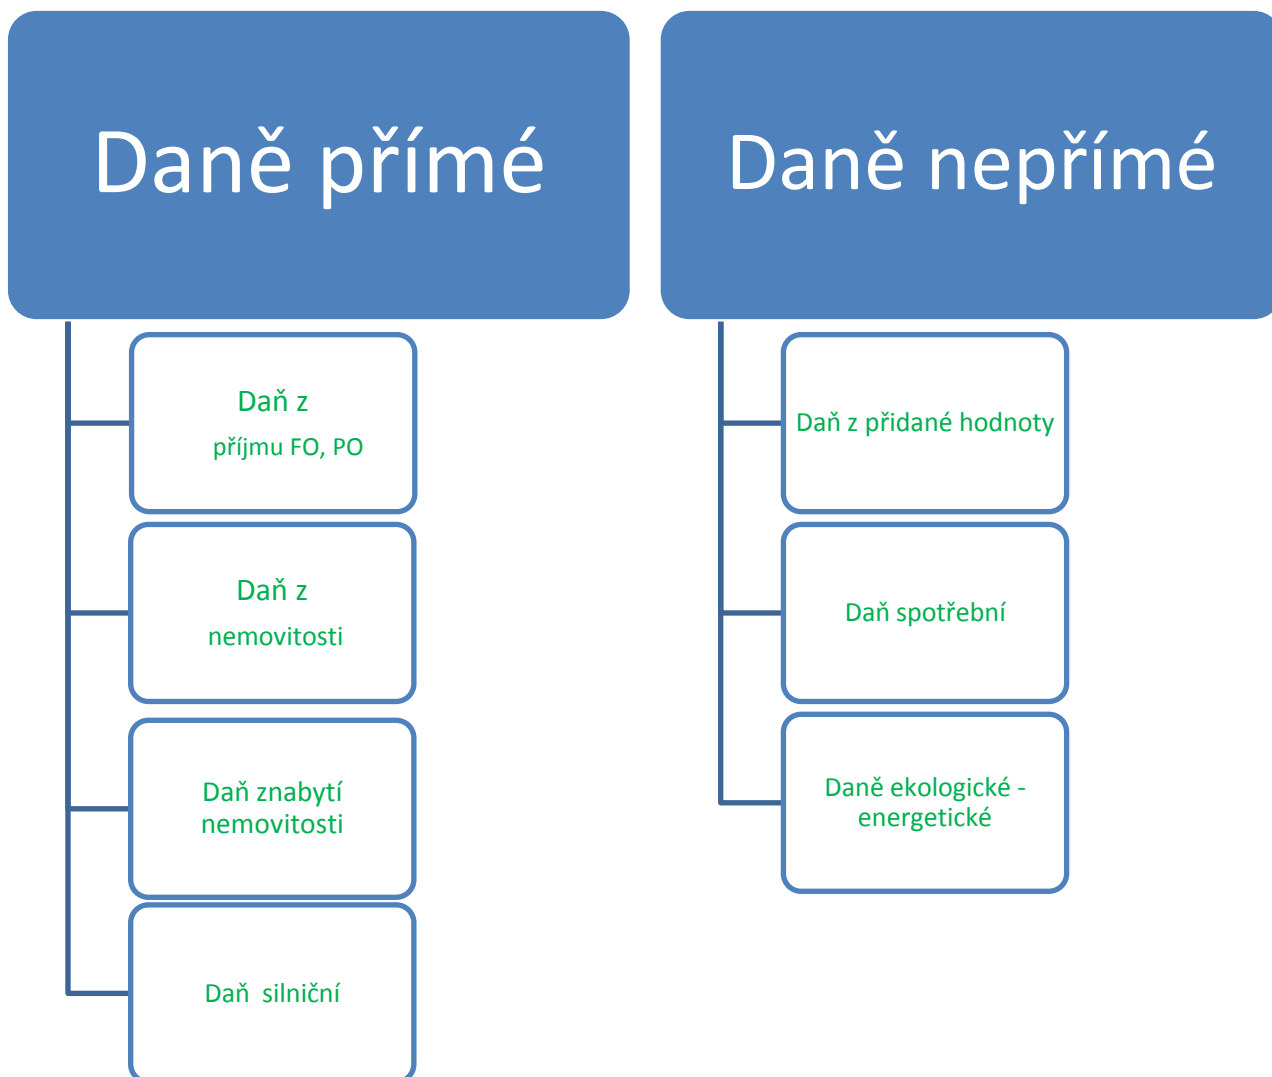 Daně přímé
Daň z
příjmu FO, PO
Daň z
nemovitosti
Daň znabytí
nemovitosti
Daň  silniční
Daně nepřímé
Daň z přidané hodnoty
Daň spotřební
Daně ekologické -
energetické